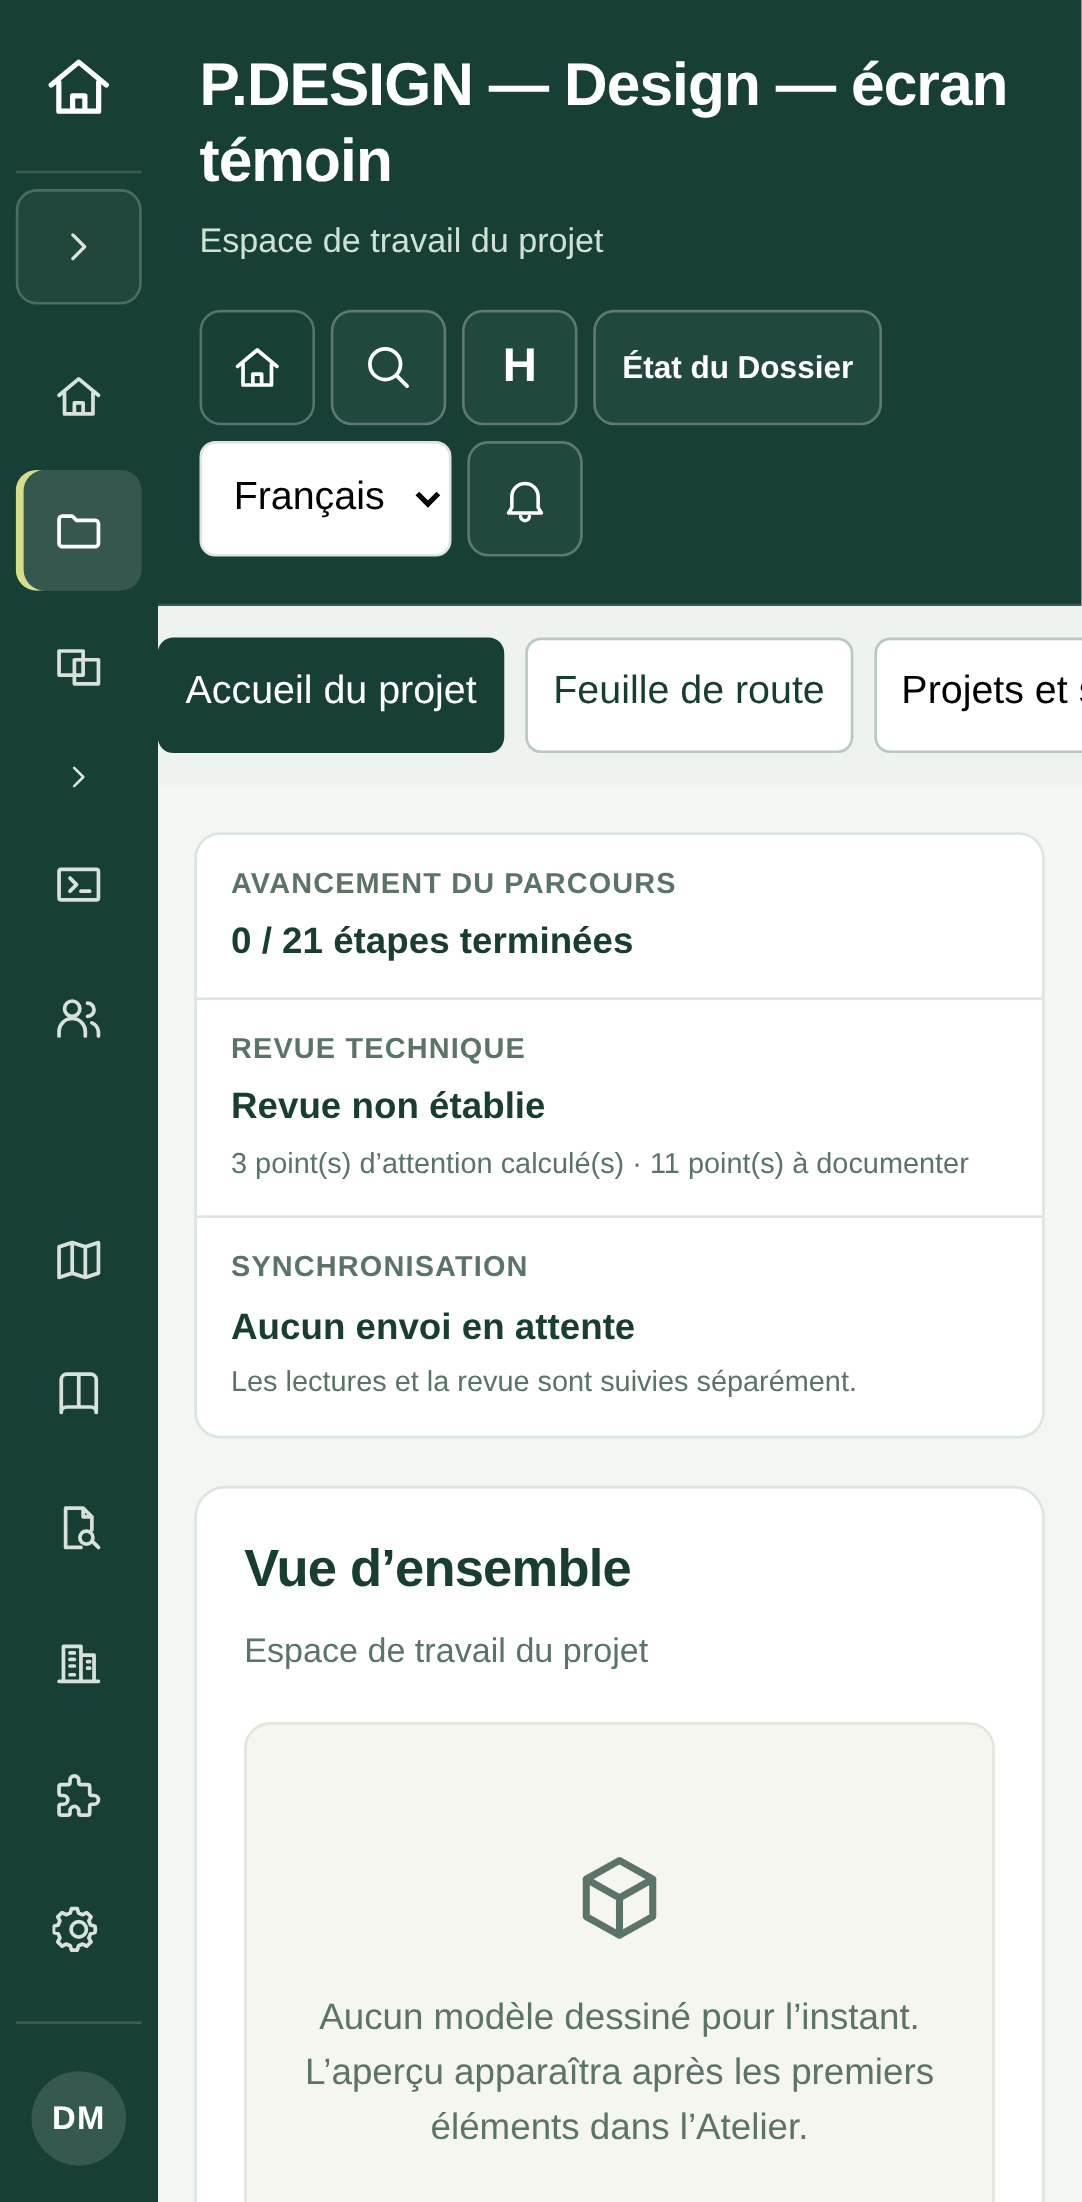 P.DESIGN — Design — écran
témoin
Espace de travail du projet
H
État du Dossier
Français
Accueil du projet
Feuille de route
Projets et
AVANCEMENT DU PARCOURS
0 / 21 étapes terminées
REVUE TECHNIQUE
Revue non établie
3 point(s) d’attention calculé(s) · 11 point(s) à documenter
SYNCHRONISATION
Aucun envoi en attente
Les lectures et la revue sont suivies séparément.
Vue d’ensemble
Espace de travail du projet
Aucun modèle dessiné pour l’instant.
L’aperçu apparaîtra après les premiers
éléments dans l’Atelier.
DM